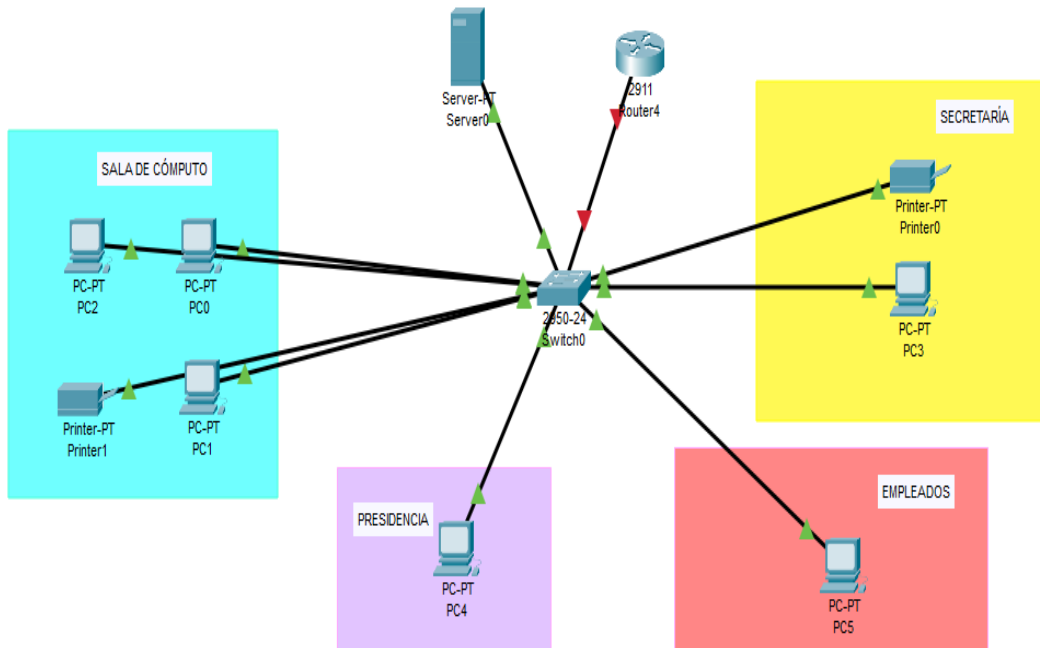 Server-PT
Server0
2911
Router4
SECRETARÍA
SALA DE CÓMPUTO
Printer-PT
Printer0
PC-PT
PC2
PC-PT
PC0
2950-24
Switch0
PC-PT
PC3
Printer-PT
Printer1
PC-PT
PC1
PRESIDENCIA
EMPLEADOS
PC-PT
PC4
PC-PT
PC5